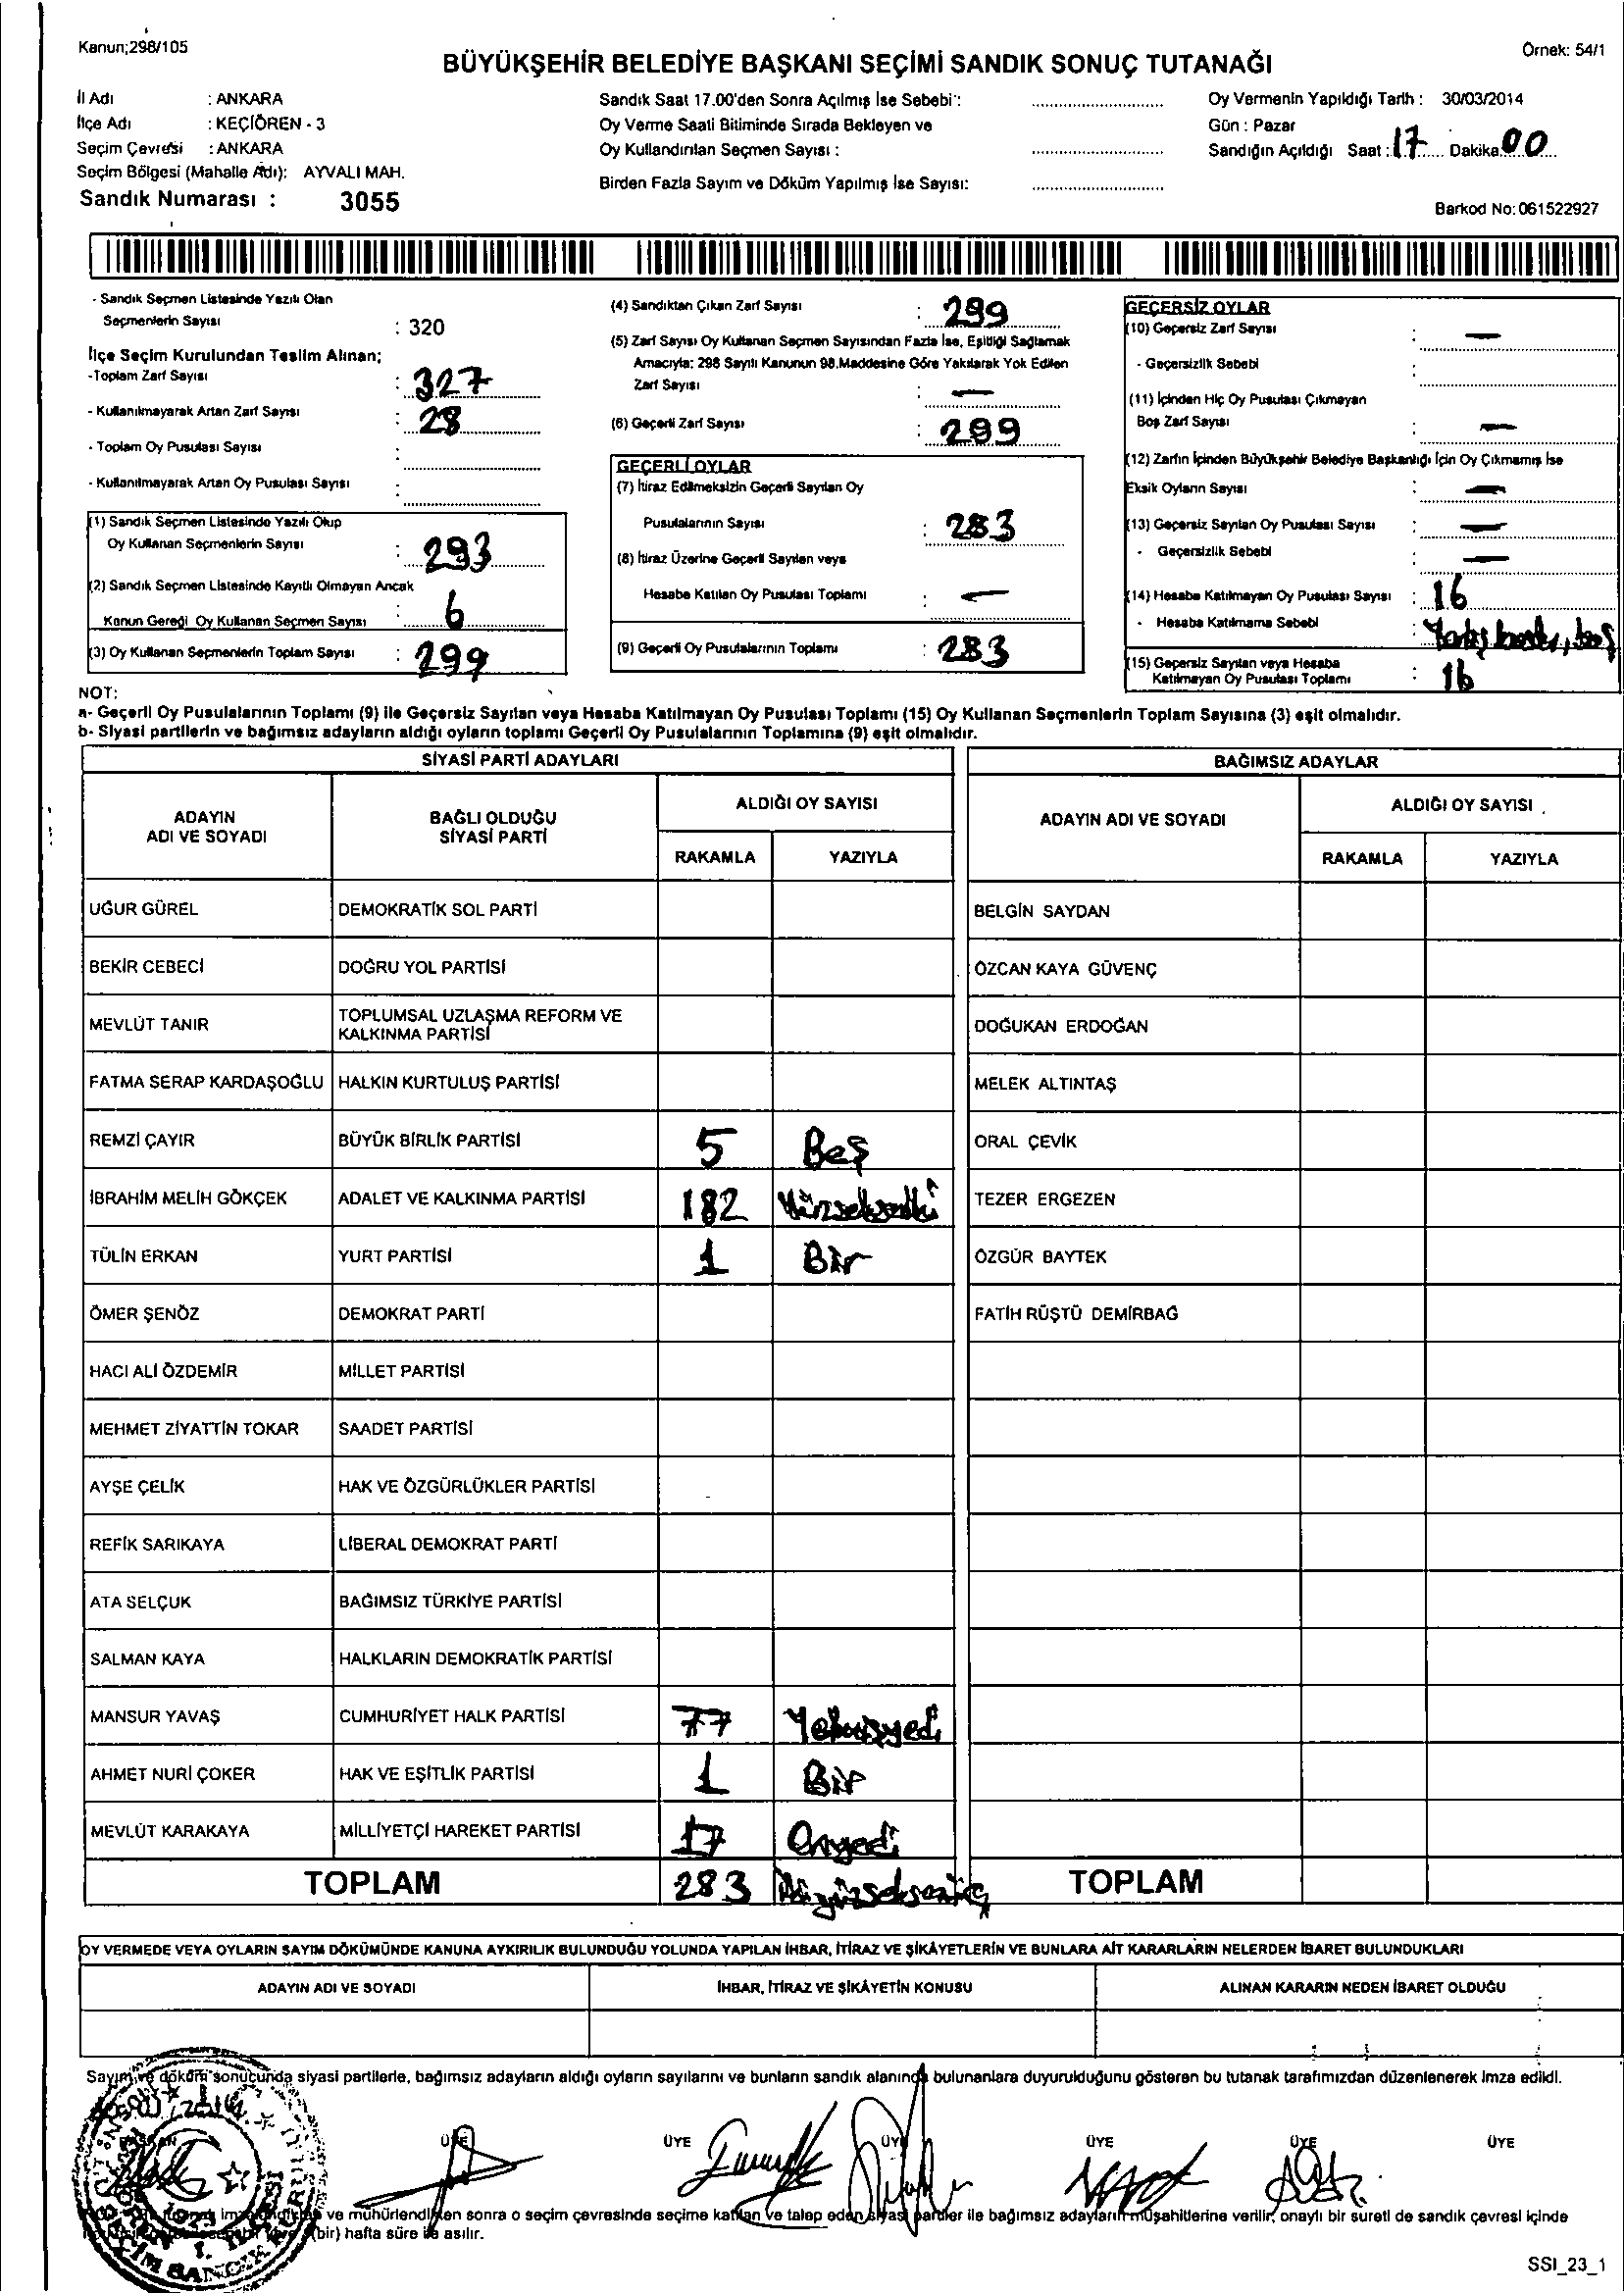 Kanun;298/105
Örnek: 54/1
BÜYÜKŞEHİR BELEDİYE BAŞKANI SEÇİMİ SANDIK SONUÇ TUTANAĞI
İl Adı : ANKARA
İlçe Adı : KEÇİÖREN - 3
Seçim Çevresi : ANKARA
Seçim Bölgesi (Mahalle Adı): AYVALI MAH.
Sandık Numarası : 3055
Sandık Saat 17.00'den Sonra Açılmış İse Sebebi :
Oy Verme Saati Bitiminde Sırada Bekleyen ve
Oy Kullandırılan Seçmen Sayısı :
Birden Fazla Sayım ve Döküm Yapılmış İse Sayısı:
Oy Vermenin Yapıldığı Tarih : 30/03/2014
Gün : Pazar
Sandığın Açıldığı Saat : 17 Dakika 00
Barkod No: 061522927
- Sandık Seçmen Listesinde Yazılı Olan
Seçmenlerin Sayısı : 320
İlçe Seçim Kurulundan Teslim Alınan;
-Toplam Zarf Sayısı : 327
- Kullanılmayarak Artan Zarf Sayısı : 28
- Toplam Oy Pusulası Sayısı :
- Kullanılmayarak Artan Oy Pusulası Sayısı :
(1) Sandık Seçmen Listesinde Yazılı Olup
Oy Kullanan Seçmenlerin Sayısı : 293
(2) Sandık Seçmen Listesinde Kayıtlı Olmayan Ancak
Kanun Gereği Oy Kullanan Seçmen Sayısı : 6
(3) Oy Kullanan Seçmenlerin Toplam Sayısı : 299
(4) Sandıktan Çıkan Zarf Sayısı : 299
(5) Zarf Sayısı Oy Kullanan Seçmen Sayısından Fazla İse, Eşitliği Sağlamak
Amacıyla: 298 Sayılı Kanunun 98.Maddesine Göre Yakılarak Yok Edilen
Zarf Sayısı : —
(6) Geçerli Zarf Sayısı : 299
GEÇERLİ OYLAR
(7) İtiraz Edilmeksizin Geçerli Sayılan Oy
Pusulalarının Sayısı : 283
(8) İtiraz Üzerine Geçerli Sayılan veya
Hesaba Katılan Oy Pusulası Toplamı : —
(9) Geçerli Oy Pusulalarının Toplamı : 283
GEÇERSİZ OYLAR
(10) Geçersiz Zarf Sayısı : —
- Geçersizlik Sebebi :
(11) İçinden Hiç Oy Pusulası Çıkmayan
Boş Zarf Sayısı : —
(12) Zarfın İçinden Büyükşehir Belediye Başkanlığı İçin Oy Çıkmamış İse
Eksik Oyların Sayısı : —
(13) Geçersiz Sayılan Oy Pusulası Sayısı : —
- Geçersizlik Sebebi : —
(14) Hesaba Katılmayan Oy Pusulası Sayısı : 16
- Hesaba Katılmama Sebebi : boş
(15) Geçersiz Sayılan veya Hesaba
Katılmayan Oy Pusulası Toplamı : 16
NOT:
a- Geçerli Oy Pusulalarının Toplamı (9) ile Geçersiz Sayılan veya Hesaba Katılmayan Oy Pusulası Toplamı (15) Oy Kullanan Seçmenlerin Toplam Sayısına (3) eşit olmalıdır.
b- Siyasi partilerin ve bağımsız adayların aldığı oyların toplamı Geçerli Oy Pusulalarının Toplamına (9) eşit olmalıdır.
SİYASİ PARTİ ADAYLARI
BAĞIMSIZ ADAYLAR
ADAYIN
ADI VE SOYADI
BAĞLI OLDUĞU
SİYASİ PARTİ
ALDIĞI OY SAYISI
RAKAMLA YAZIYLA
ADAYIN ADI VE SOYADI
ALDIĞI OY SAYISI
RAKAMLA YAZIYLA
UĞUR GÜREL DEMOKRATİK SOL PARTİ BELGİN SAYDAN
BEKİR CEBECİ DOĞRU YOL PARTİSİ ÖZCAN KAYA GÜVENÇ
MEVLÜT TANIR TOPLUMSAL UZLAŞMA REFORM VE
KALKINMA PARTİSİ DOĞUKAN ERDOĞAN
FATMA SERAP KARDAŞOĞLU HALKIN KURTULUŞ PARTİSİ MELEK ALTINTAŞ
REMZİ ÇAYIR BÜYÜK BİRLİK PARTİSİ 5 Beş ORAL ÇEVİK
İBRAHİM MELİH GÖKÇEK ADALET VE KALKINMA PARTİSİ 182 Yüzseksenİki TEZER ERGEZEN
TÜLİN ERKAN YURT PARTİSİ 1 Bir ÖZGÜR BAYTEK
ÖMER ŞENÖZ DEMOKRAT PARTİ FATİH RÜŞTÜ DEMİRBAĞ
HACI ALİ ÖZDEMİR MİLLET PARTİSİ
MEHMET ZİYATTİN TOKAR SAADET PARTİSİ
AYŞE ÇELİK HAK VE ÖZGÜRLÜKLER PARTİSİ
REFİK SARIKAYA LİBERAL DEMOKRAT PARTİ
ATA SELÇUK BAĞIMSIZ TÜRKİYE PARTİSİ
SALMAN KAYA HALKLARIN DEMOKRATİK PARTİSİ
MANSUR YAVAŞ CUMHURİYET HALK PARTİSİ 77 Yetmişyedi
AHMET NURİ ÇOKER HAK VE EŞİTLİK PARTİSİ 1 Bir
MEVLÜT KARAKAYA MİLLİYETÇİ HAREKET PARTİSİ 17 Onyedi
TOPLAM 283 İkiyüzseksenüç TOPLAM
OY VERMEDE VEYA OYLARIN SAYIM DÖKÜMÜNDE KANUNA AYKIRILIK BULUNDUĞU YOLUNDA YAPILAN İHBAR, İTİRAZ VE ŞİKÂYETLERİN VE BUNLARA AİT KARARLARIN NELERDEN İBARET BULUNDUKLARI
ADAYIN ADI VE SOYADI İHBAR, İTİRAZ VE ŞİKÂYETİN KONUSU ALINAN KARARIN NEDEN İBARET OLDUĞU
Sayım ve döküm sonucunda siyasi partilerle, bağımsız adayların aldığı oyların sayılarını ve bunların sandık alanında bulunanlara duyurulduğunu gösteren bu tutanak tarafımızdan düzenlenerek imza edildi.
ÜYE ÜYE ÜYE ÜYE ÜYE ÜYE
ve mühürlendikten sonra o seçim çevresinde seçime katılan ve talep eden siyasi partiler ile bağımsız adayların müşahitlerine verilir, onaylı bir sureti de sandık çevresi içinde
(bir) hafta süre ile asılır.
SSI_23_1